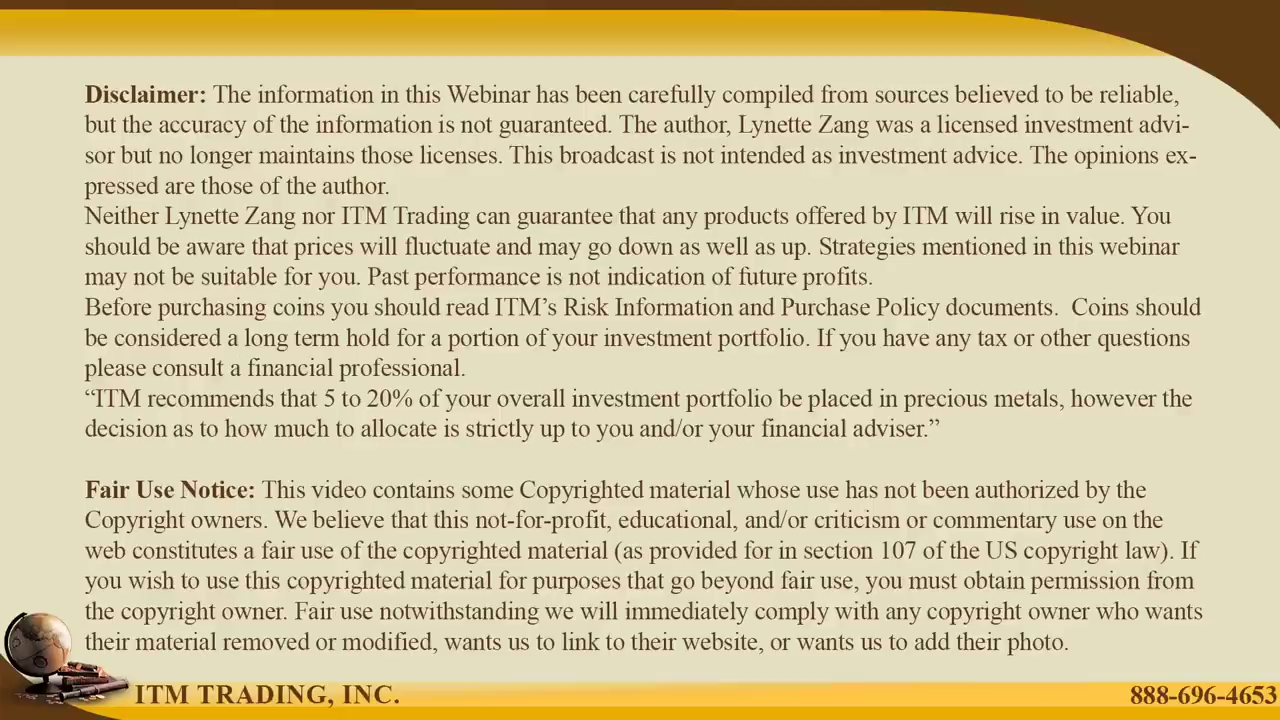 Disclaimer: The information in this Webinar has been carefully compiled from sources believed to be reliable,
but the accuracy of the information is not guaranteed. The author, Lynette Zang was a licensed investment advi-
sor but no longer maintains those licenses. This broadcast is not intended as investment advice. The opinions ex-
pressed are those of the author.
Neither Lynette Zang nor ITM Trading can guarantee that any products offered by ITM will rise in value. You
should be aware that prices will fluctuate and may go down as well as up. Strategies mentioned in this webinar
may not be suitable for you. Past performance is not indication of future profits.
Before purchasing coins you should read ITM’s Risk Information and Purchase Policy documents.  Coins should
be considered a long term hold for a portion of your investment portfolio. If you have any tax or other questions
please consult a financial professional.
“ITM recommends that 5 to 20% of your overall investment portfolio be placed in precious metals, however the
decision as to how much to allocate is strictly up to you and/or your financial adviser.”
Fair Use Notice: This video contains some Copyrighted material whose use has not been authorized by the
Copyright owners. We believe that this not-for-profit, educational, and/or criticism or commentary use on the
web constitutes a fair use of the copyrighted material (as provided for in section 107 of the US copyright law). If
you wish to use this copyrighted material for purposes that go beyond fair use, you must obtain permission from
the copyright owner. Fair use notwithstanding we will immediately comply with any copyright owner who wants
their material removed or modified, wants us to link to their website, or wants us to add their photo.
ITM TRADING, INC.
888-696-4653